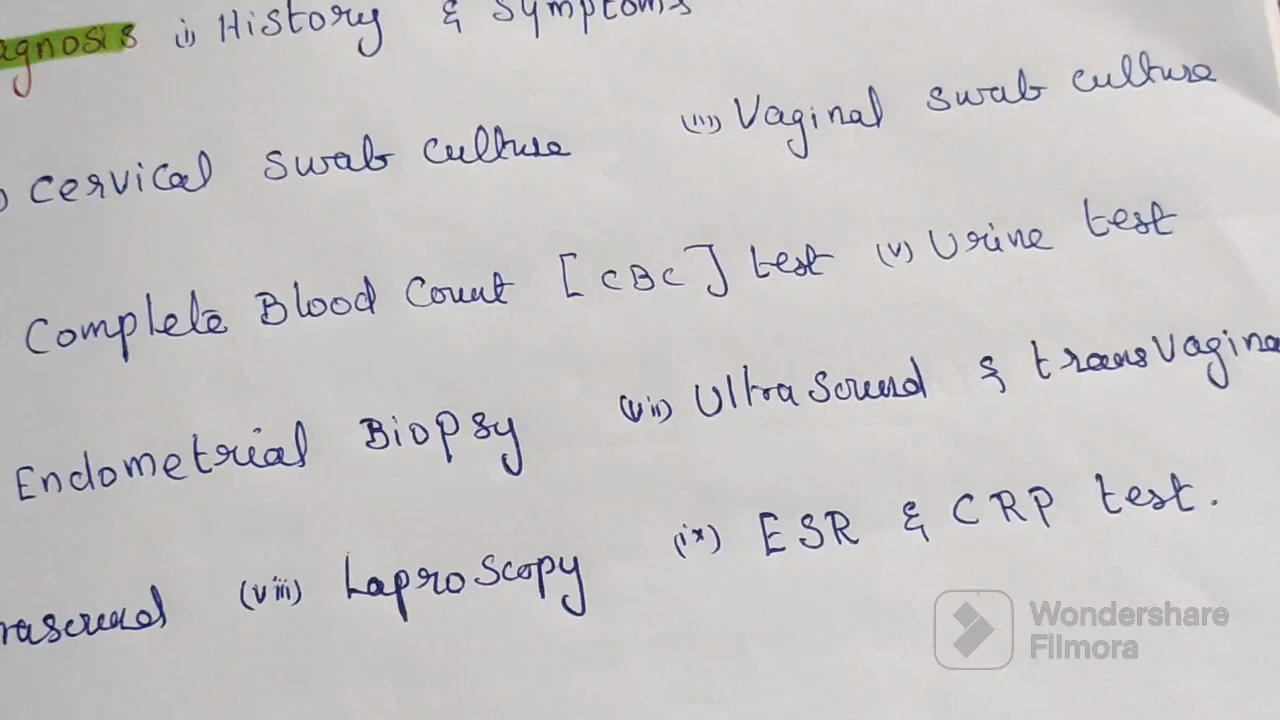 agnosis (i) History & Symptoms
) Cervical swab culture (iii) Vaginal swab culture
Complete Blood Count [CBC] test (v) Urine test
Endometrial Biopsy (vii) Ultrasound & transvagina
rasound (viii) Laproscopy (ix) ESR & CRP test.
Wondershare
Filmora